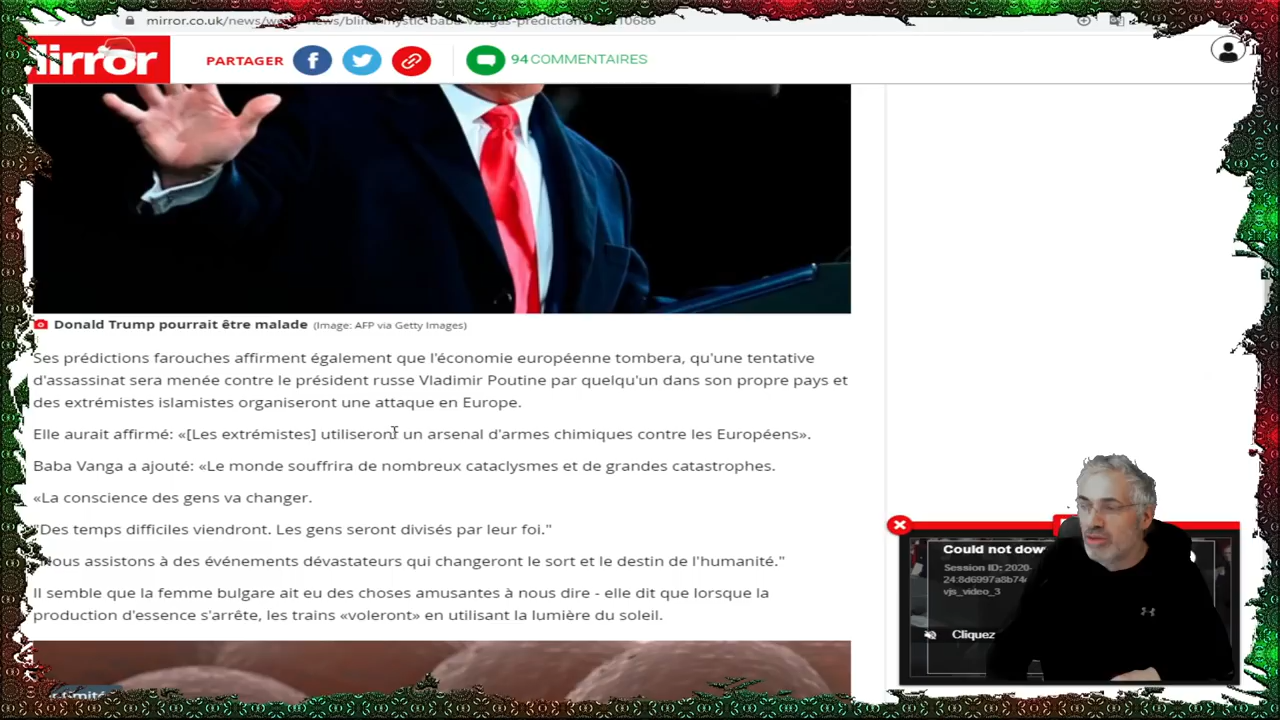 mirror.co.uk/news/
Mirror
PARTAGER
94 COMMENTAIRES
Donald Trump pourrait être malade (Image: AFP via Getty Images)
Ses prédictions farouches affirment également que l'économie européenne tombera, qu'une tentative
d'assassinat sera menée contre le président russe Vladimir Poutine par quelqu'un dans son propre pays et
des extrémistes islamistes organiseront une attaque en Europe.
Elle aurait affirmé: «[Les extrémistes] utiliseront un arsenal d'armes chimiques contre les Européens».
Baba Vanga a ajouté: «Le monde souffrira de nombreux cataclysmes et de grandes catastrophes.
«La conscience des gens va changer.
"Des temps difficiles viendront. Les gens seront divisés par leur foi."
"Nous assistons à des événements dévastateurs qui changeront le sort et le destin de l'humanité."
Il semble que la femme bulgare ait eu des choses amusantes à nous dire - elle dit que lorsque la
production d'essence s'arrête, les trains «voleront» en utilisant la lumière du soleil.
Could not dow
Session ID: 2020-
24:8d6997a8b74
vjs_video_3
Cliquez